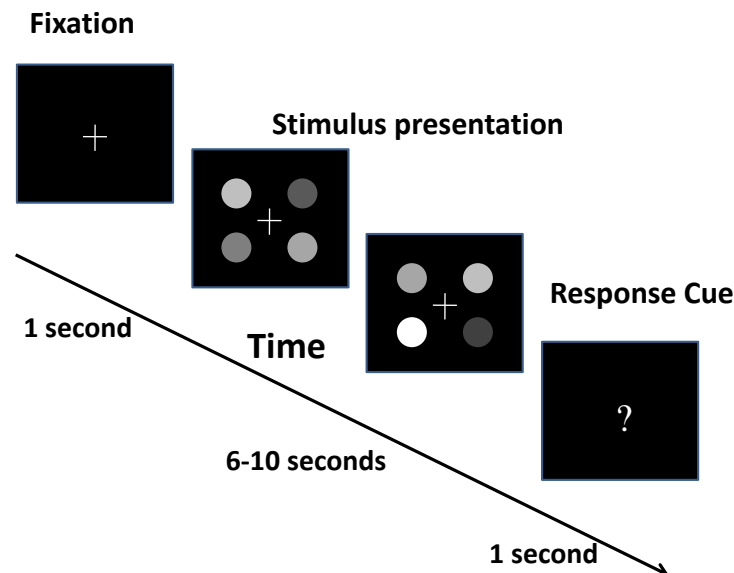 Fixation
Stimulus presentation
Response Cue
1 second
Time
?
6-10 seconds
1 second